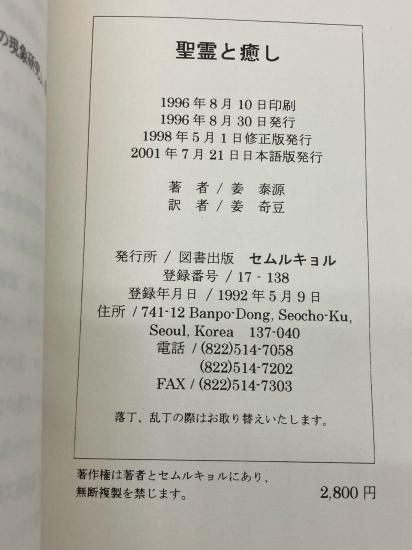 の現象研究
聖霊と癒し
1996年8月10日印刷
1996年8月30日発行
1998年5月1日修正版発行
2001年7月21日日本語版発行
著 者 / 姜 泰源
訳 者 / 姜 奇豆
発行所 / 図書出版 セムルキョル
登録番号 / 17 - 138
登録年月日 / 1992年5月9日
住所 / 741-12 Banpo-Dong, Seocho-Ku,
Seoul, Korea 137-040
電話 / (822)514-7058
(822)514-7202
FAX / (822)514-7303
落丁、乱丁の際はお取り替えいたします。
著作権は著者とセムルキョルにあり、
無断複製を禁じます。
2,800円